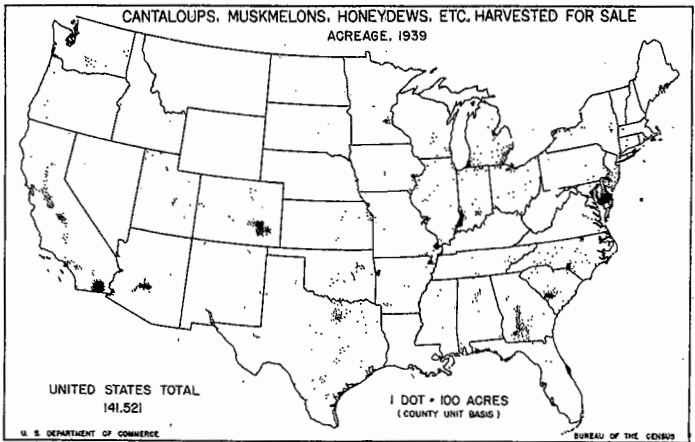 CANTALOUPS, MUSKMELONS, HONEYDEWS, ETC. HARVESTED FOR SALE
ACREAGE, 1939
UNITED STATES TOTAL
141,521
1 DOT = 100 ACRES
(COUNTY UNIT BASIS)
U. S. DEPARTMENT OF COMMERCE
BUREAU OF THE CENSUS